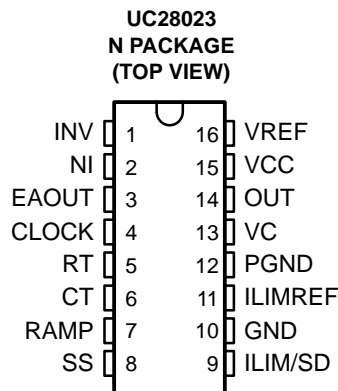 UC28023
N PACKAGE
(TOP VIEW)
INV 1 16 VREF
NI 2 15 VCC
EAOUT 3 14 OUT
CLOCK 4 13 VC
RT 5 12 PGND
CT 6 11 ILIMREF
RAMP 7 10 GND
SS 8 9 ILIM/SD